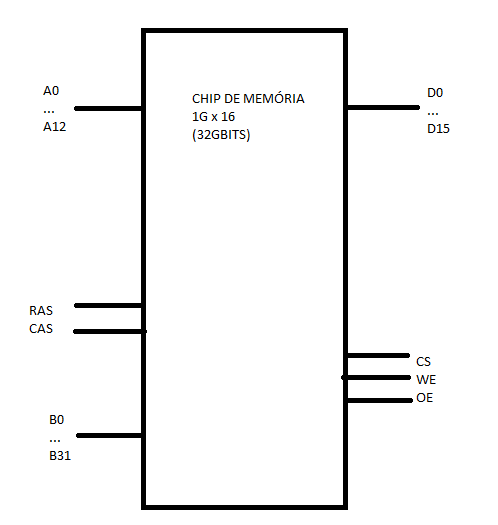 A0
...
A12
CHIP DE MEMÓRIA
1G x 16
(32GBITS)
D0
...
D15
RAS
CAS
CS
WE
OE
B0
...
B31